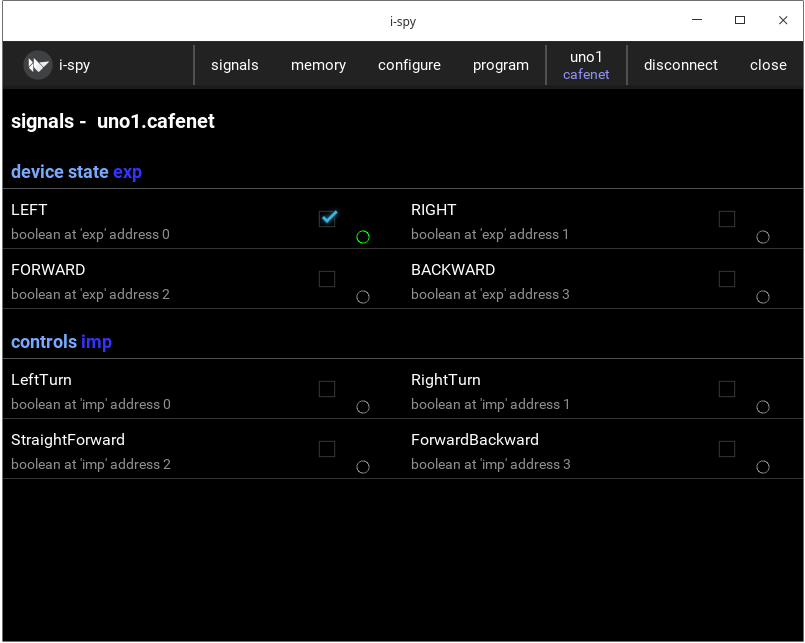 i-spy
i-spy signals memory configure program uno1 cafenet disconnect close
signals - uno1.cafenet
device state exp
LEFT RIGHT
boolean at 'exp' address 0 boolean at 'exp' address 1
FORWARD BACKWARD
boolean at 'exp' address 2 boolean at 'exp' address 3
controls imp
LeftTurn RightTurn
boolean at 'imp' address 0 boolean at 'imp' address 1
StraightForward ForwardBackward
boolean at 'imp' address 2 boolean at 'imp' address 3